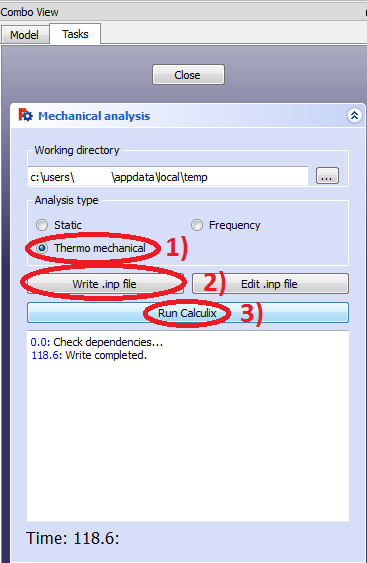 Combo View
Model Tasks
Close
Mechanical analysis
Working directory
c:\users\ \appdata\local\temp ...
Analysis type
Static Frequency
Thermo mechanical 1)
Write .inp file 2) Edit .inp file
Run Calculix 3)
0.0: Check dependencies...
118.6: Write completed.
Time: 118.6: